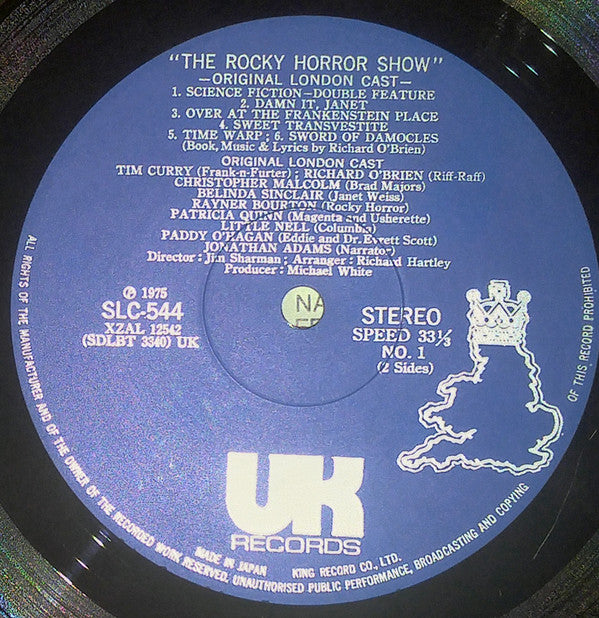 "THE ROCKY HORROR SHOW"
—ORIGINAL LONDON CAST—
1. SCIENCE FICTION—DOUBLE FEATURE
2. DAMN IT, JANET
3. OVER AT THE FRANKENSTEIN PLACE
4. SWEET TRANSVESTITE
5. TIME WARP ; 6. SWORD OF DAMOCLES
(Book, Music & Lyrics by Richard O'Brien)
ORIGINAL LONDON CAST
TIM CURRY (Frank-n-Furter) ; RICHARD O'BRIEN (Riff-Raff)
CHRISTOPHER MALCOLM (Brad Majors)
BELINDA SINCLAIR (Janet Weiss)
RAYNER BOURTON (Rocky Horror)
PATRICIA QUINN (Magenta and Usherette)
LITTLE NELL (Columbia)
PADDY O'HAGAN (Eddie and Dr. Everett Scott)
JONATHAN ADAMS (Narrator)
Director : Jim Sharman ; Arranger : Richard Hartley
Producer : Michael White
℗ 1975
SLC-544
XZAL 12542
(SDLBT 3340) UK
NA
STEREO
SPEED 33⅓
NO. 1
(2 Sides)
UK
RECORDS
MADE IN JAPAN KING RECORD CO., LTD.
ALL RIGHTS OF THE MANUFACTURER AND OF THE OWNER OF THE RECORDED WORK RESERVED, UNAUTHORISED PUBLIC PERFORMANCE, BROADCASTING AND COPYING OF THIS RECORD PROHIBITED